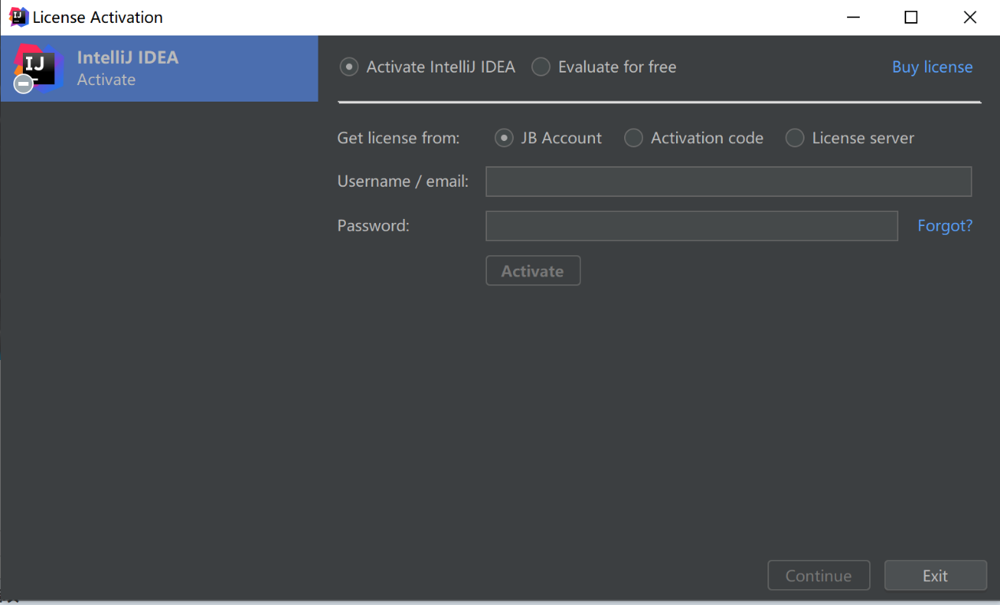 License Activation
IJ
IntelliJ IDEA
Activate
Activate IntelliJ IDEA Evaluate for free Buy license
Get license from: JB Account Activation code License server
Username / email:
Password: Forgot?
Activate
Continue Exit